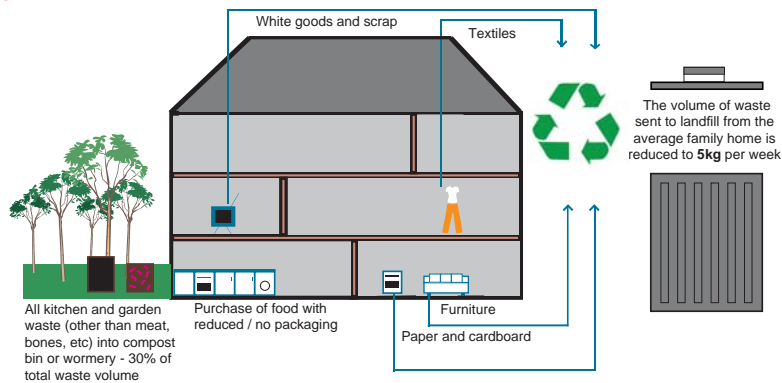 White goods and scrap
Textiles
The volume of waste
sent to landfill from the
average family home is
reduced to 5kg per week
All kitchen and garden
waste (other than meat,
bones, etc) into compost
bin or wormery - 30% of
total waste volume
Purchase of food with
reduced / no packaging
Furniture
Paper and cardboard